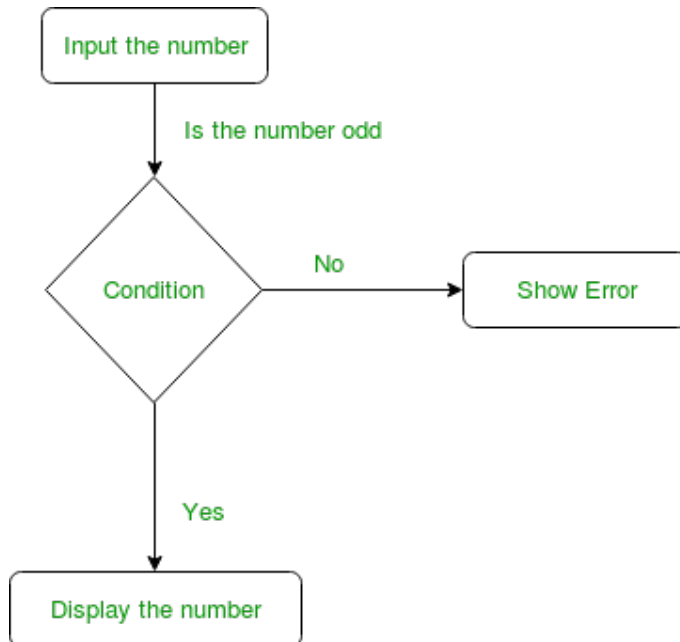 Input the number
Is the number odd
Condition
No
Show Error
Yes
Display the number